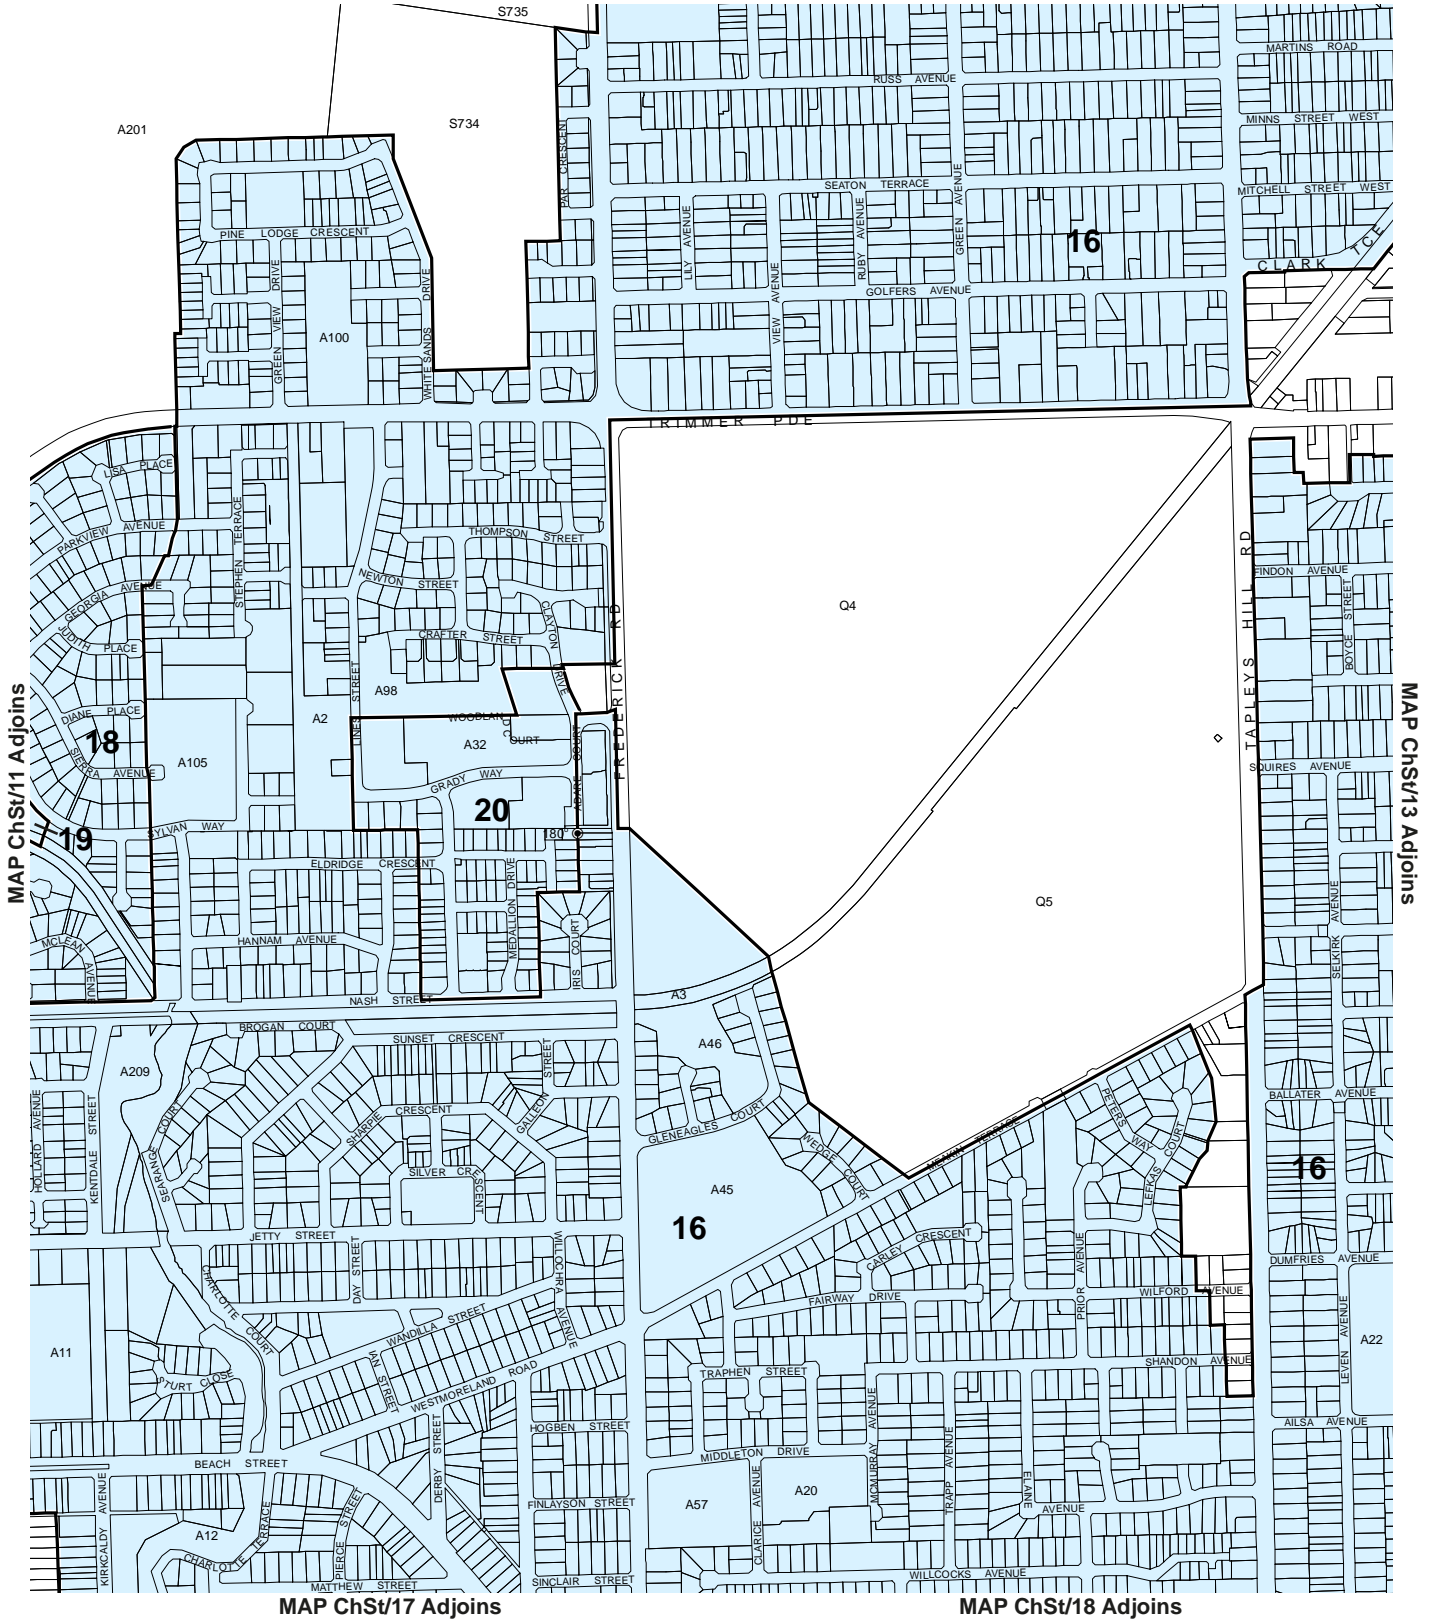 S735
MARTINS ROAD
RUSS AVENUE
A201
S734
MINNS STREET WEST
PAR CRESCENT
SEATON TERRACE
GREEN AVENUE
MITCHELL STREET WEST
PINE LODGE CRESCENT
LILY AVENUE
RUBY AVENUE
16
CLARK TCE
GREEN VIEW DRIVE
WHITE SANDS DRIVE
VIEW AVENUE
GOLFERS AVENUE
A100
TRIMMER PDE
LISA PLACE
PARKVIEW AVENUE
STEPHEN TERRACE
THOMPSON STREET
TAPLEYS HILL RD
NEWTON STREET
FINDON AVENUE
GEORGIA AVENUE
CLAYTON DRIVE
FREDERICK RD
Q4
BOYCE STREET
JUDITH PLACE
CRAFTER STREET
LINES STREET
A98
DIANE PLACE
A2
WOODLAND COURT
18
A32
ADARE COURT
SIERRA AVENUE
A105
GRADY WAY
SQUIRES AVENUE
MAP ChSt/11 Adjoins
MAP ChSt/13 Adjoins
20
19
SYLVAN WAY
180°
ELDRIDGE CRESCENT
MEDALLION DRIVE
Q5
SELKIRK AVENUE
MCLEAN AVENUE
HANNAM AVENUE
IRIS COURT
NASH STREET
A3
BROGAN COURT
SUNSET CRESCENT
A46
A209
HOLLARD AVENUE
KENTDALE STREET
SEARANGE COURT
SHARPIE CRESCENT
GALLEON STREET
GLENEAGLES COURT
PETERS WAY
BALLATER AVENUE
WEDGE COURT
MEAKIN TERRACE
LEFKAS COURT
SILVER CRESCENT
A45
16
16
JETTY STREET
WILLOCHRA AVENUE
CARLEY CRESCENT
PRIOR AVENUE
DUMFRIES AVENUE
DAY STREET
CHARLOTTE COURT
FAIRWAY DRIVE
WILFORD AVENUE
WANDILLA STREET
A11
IAN STREET
LEVEN AVENUE
A22
STURT CLOSE
WESTMORELAND ROAD
TRAPHEN STREET
SHANDON AVENUE
HOGBEN STREET
MCMURRAY AVENUE
AILSA AVENUE
BEACH STREET
DERBY STREET
MIDDLETON DRIVE
KIRKCALDY AVENUE
PIERCE STREET
FINLAYSON STREET
A57
CLARICE AVENUE
A20
TRAPP AVENUE
ELAINE AVENUE
A12
CHARLOTTE TERRACE
MATTHEW STREET
SINCLAIR STREET
WILLCOCKS AVENUE
MAP ChSt/17 Adjoins
MAP ChSt/18 Adjoins